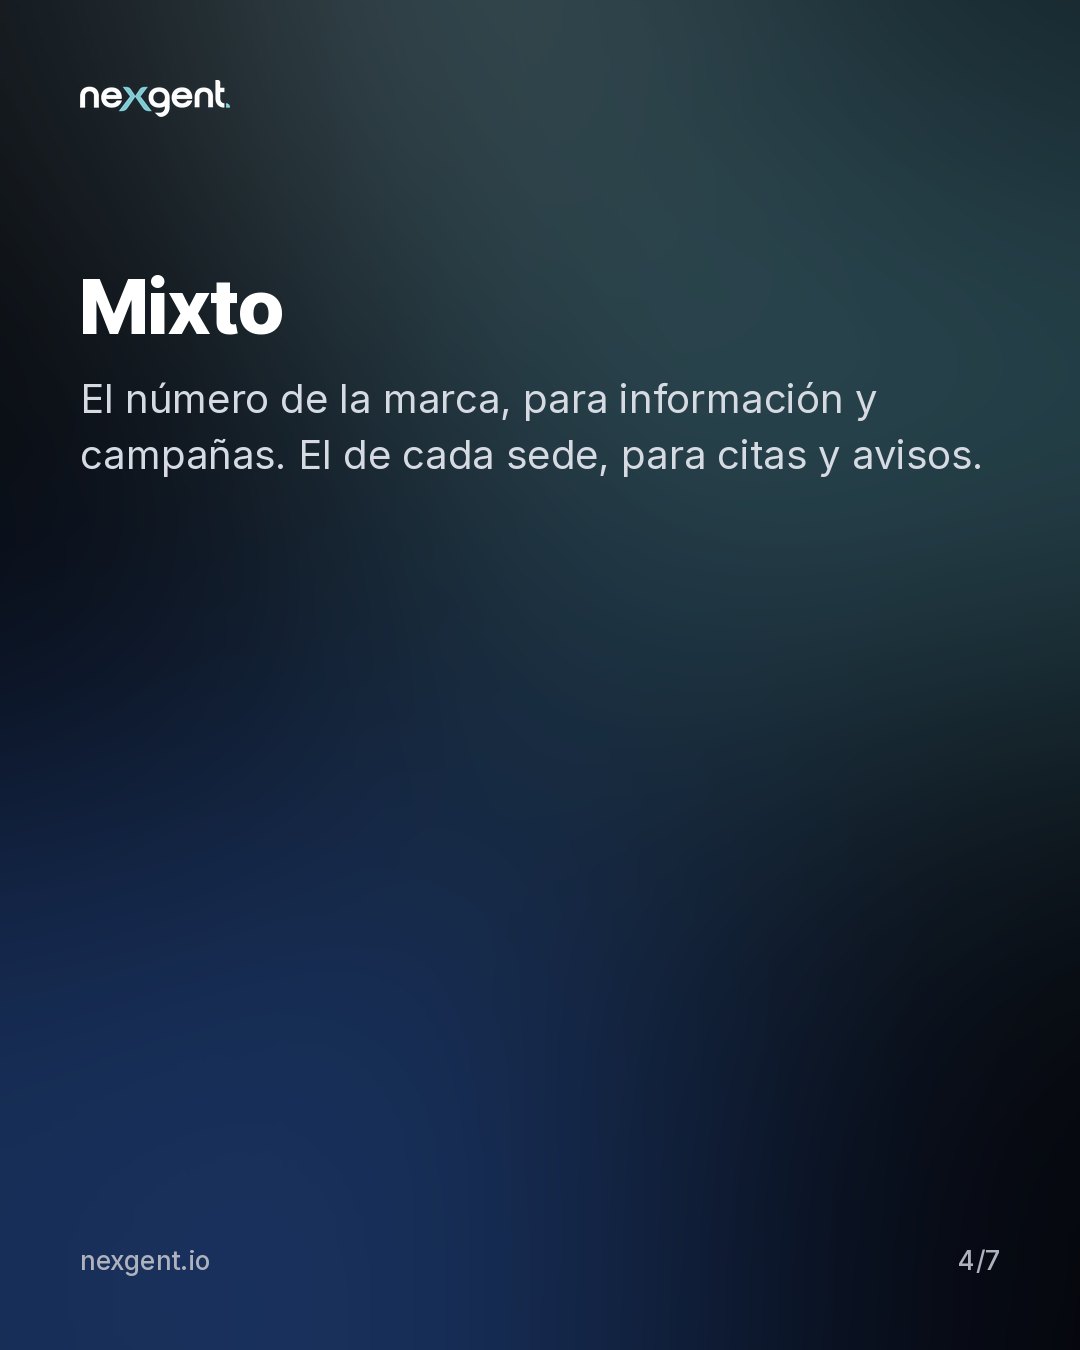 nexgent.
Mixto
El número de la marca, para información y
campañas. El de cada sede, para citas y avisos.
nexgent.io
4/7